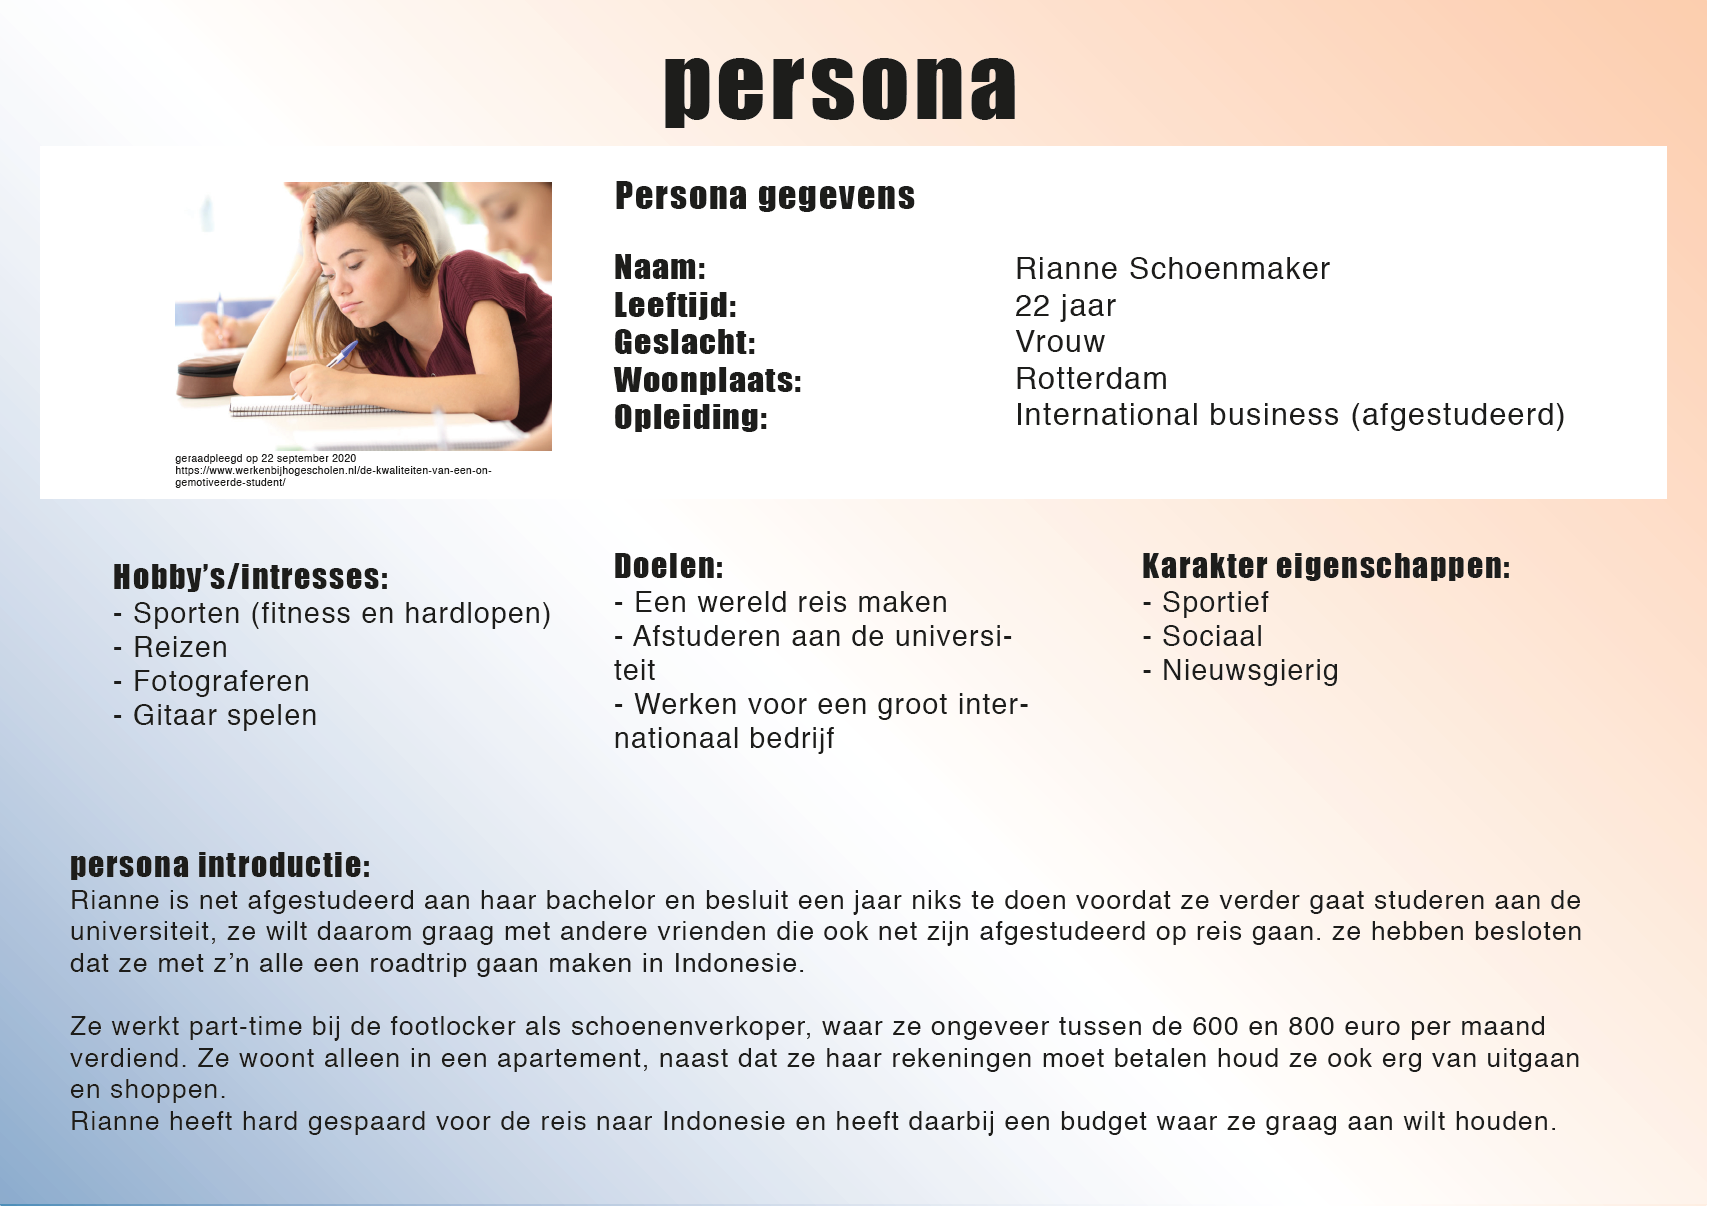 persona
Persona gegevens
Naam: Rianne Schoenmaker
Leeftijd: 22 jaar
Geslacht: Vrouw
Woonplaats: Rotterdam
Opleiding: International business (afgestudeerd)
geraadpleegd op 22 september 2020
https://www.werkenbijhogescholen.nl/de-kwaliteiten-van-een-on-
gemotiveerde-student/
Hobby's/intresses:
- Sporten (fitness en hardlopen)
- Reizen
- Fotograferen
- Gitaar spelen
Doelen:
- Een wereld reis maken
- Afstuderen aan de universi-
teit
- Werken voor een groot inter-
nationaal bedrijf
Karakter eigenschappen:
- Sportief
- Sociaal
- Nieuwsgierig
persona introductie:
Rianne is net afgestudeerd aan haar bachelor en besluit een jaar niks te doen voordat ze verder gaat studeren aan de
universiteit, ze wilt daarom graag met andere vrienden die ook net zijn afgestudeerd op reis gaan. ze hebben besloten
dat ze met z'n alle een roadtrip gaan maken in Indonesie.
Ze werkt part-time bij de footlocker als schoenenverkoper, waar ze ongeveer tussen de 600 en 800 euro per maand
verdiend. Ze woont alleen in een apartement, naast dat ze haar rekeningen moet betalen houd ze ook erg van uitgaan
en shoppen.
Rianne heeft hard gespaard voor de reis naar Indonesie en heeft daarbij een budget waar ze graag aan wilt houden.